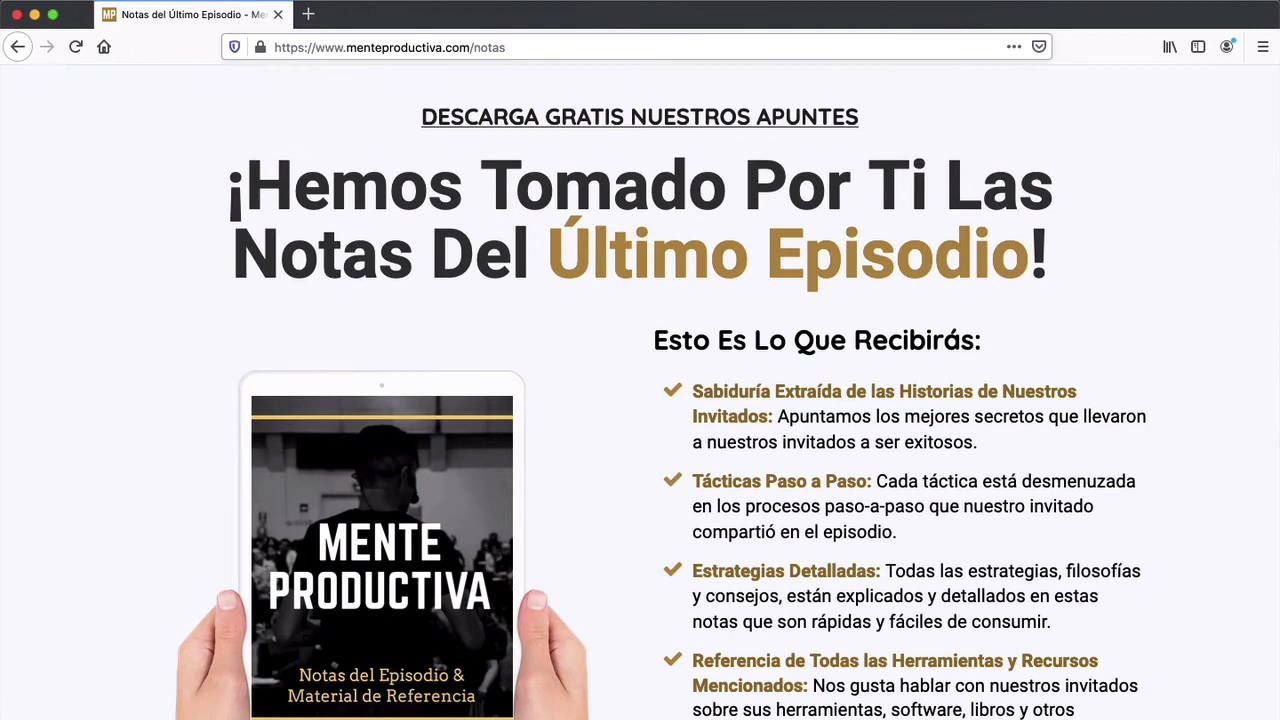 Notas del Último Episodio - Me
https://www.menteproductiva.com/notas
DESCARGA GRATIS NUESTROS APUNTES
¡Hemos Tomado Por Ti Las
Notas Del Último Episodio!
Esto Es Lo Que Recibirás:
Sabiduría Extraída de las Historias de Nuestros
Invitados: Apuntamos los mejores secretos que llevaron
a nuestros invitados a ser exitosos.
Tácticas Paso a Paso: Cada táctica está desmenuzada
en los procesos paso-a-paso que nuestro invitado
compartió en el episodio.
Estrategias Detalladas: Todas las estrategias, filosofías
y consejos, están explicados y detallados en estas
notas que son rápidas y fáciles de consumir.
Referencia de Todas las Herramientas y Recursos
Mencionados: Nos gusta hablar con nuestros invitados
sobre sus herramientas, software, libros y otros
MENTE
PRODUCTIVA
Notas del Episodio &
Material de Referencia